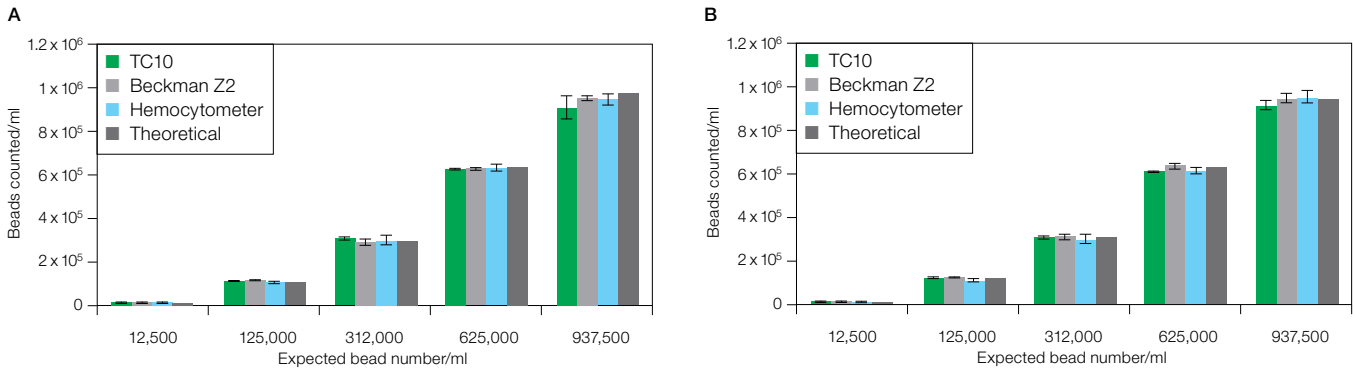 A
Beads counted/ml
1.2 x 10⁶
1 x 10⁶
8 x 10⁵
6 x 10⁵
4 x 10⁵
2 x 10⁵
0
TC10
Beckman Z2
Hemocytometer
Theoretical
12,500 125,000 312,000 625,000 937,500
Expected bead number/ml
B
Beads counted/ml
1.2 x 10⁶
1 x 10⁶
8 x 10⁵
6 x 10⁵
4 x 10⁵
2 x 10⁵
0
TC10
Beckman Z2
Hemocytometer
Theoretical
12,500 125,000 312,000 625,000 937,500
Expected bead number/ml